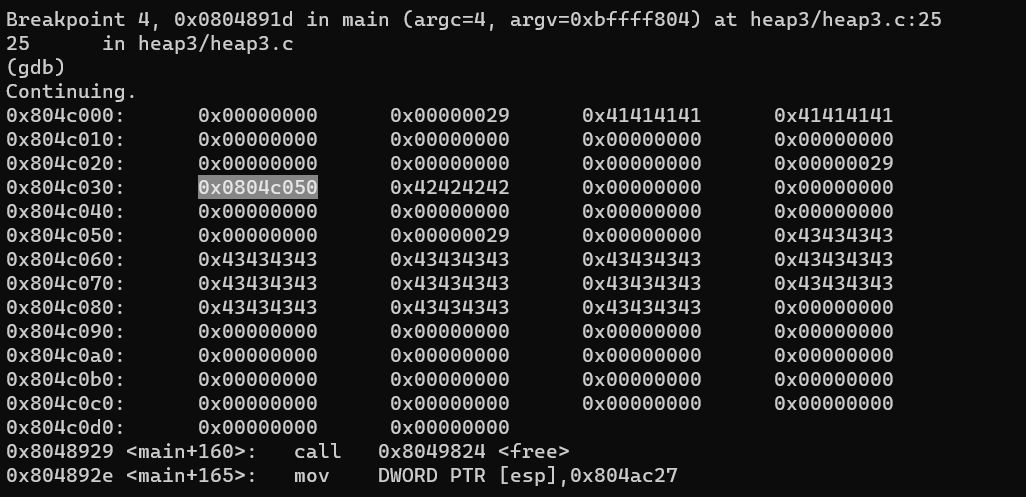 Breakpoint 4, 0x0804891d in main (argc=4, argv=0xbffff804) at heap3/heap3.c:25
25      in heap3/heap3.c
(gdb)
Continuing.
0x804c000:      0x00000000      0x00000029      0x41414141      0x41414141
0x804c010:      0x00000000      0x00000000      0x00000000      0x00000000
0x804c020:      0x00000000      0x00000000      0x00000000      0x00000029
0x804c030:      0x0804c050      0x42424242      0x00000000      0x00000000
0x804c040:      0x00000000      0x00000000      0x00000000      0x00000000
0x804c050:      0x00000000      0x00000029      0x00000000      0x43434343
0x804c060:      0x43434343      0x43434343      0x43434343      0x43434343
0x804c070:      0x43434343      0x43434343      0x43434343      0x43434343
0x804c080:      0x43434343      0x43434343      0x43434343      0x00000000
0x804c090:      0x00000000      0x00000000      0x00000000      0x00000000
0x804c0a0:      0x00000000      0x00000000      0x00000000      0x00000000
0x804c0b0:      0x00000000      0x00000000      0x00000000      0x00000000
0x804c0c0:      0x00000000      0x00000000      0x00000000      0x00000000
0x804c0d0:      0x00000000      0x00000000
0x8048929 <main+160>:   call   0x8049824 <free>
0x804892e <main+165>:   mov    DWORD PTR [esp],0x804ac27